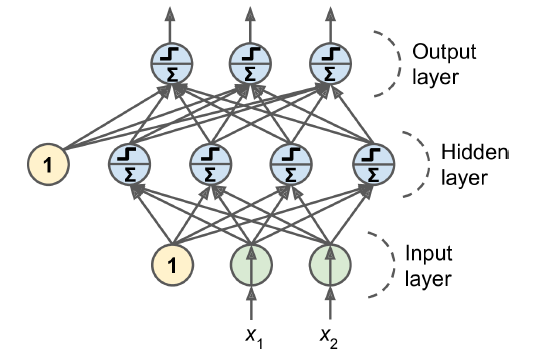 Σ Σ Σ
Output
layer
1
Σ Σ Σ Σ
Hidden
layer
1
Input
layer
x1 x2